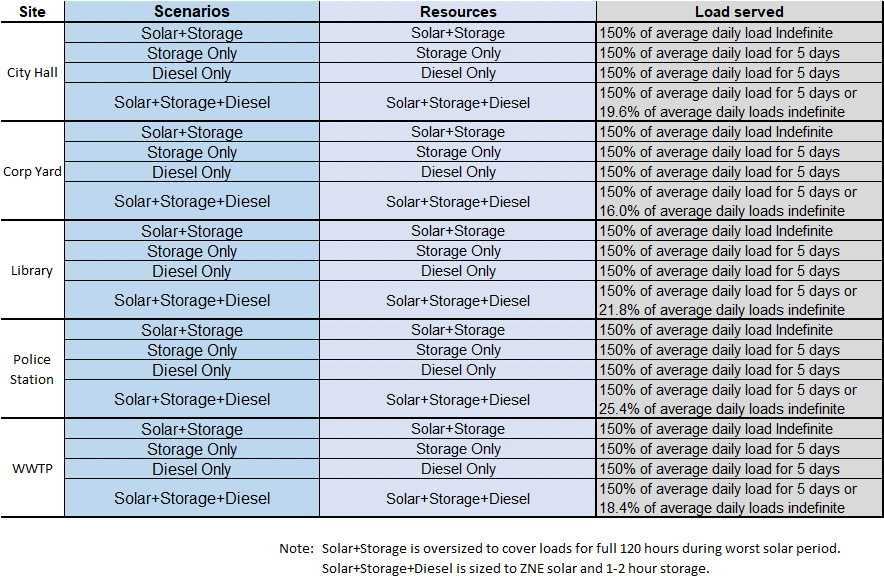 Site Scenarios Resources Load served
City Hall
Solar+Storage Solar+Storage 150% of average daily load Indefinite
Storage Only Storage Only 150% of average daily load for 5 days
Diesel Only Diesel Only 150% of average daily load for 5 days
Solar+Storage+Diesel Solar+Storage+Diesel 150% of average daily load for 5 days or
19.6% of average daily loads indefinite
Corp Yard
Solar+Storage Solar+Storage 150% of average daily load Indefinite
Storage Only Storage Only 150% of average daily load for 5 days
Diesel Only Diesel Only 150% of average daily load for 5 days
Solar+Storage+Diesel Solar+Storage+Diesel 150% of average daily load for 5 days or
16.0% of average daily loads indefinite
Library
Solar+Storage Solar+Storage 150% of average daily load Indefinite
Storage Only Storage Only 150% of average daily load for 5 days
Diesel Only Diesel Only 150% of average daily load for 5 days
Solar+Storage+Diesel Solar+Storage+Diesel 150% of average daily load for 5 days or
21.8% of average daily loads indefinite
Police
Station
Solar+Storage Solar+Storage 150% of average daily load Indefinite
Storage Only Storage Only 150% of average daily load for 5 days
Diesel Only Diesel Only 150% of average daily load for 5 days
Solar+Storage+Diesel Solar+Storage+Diesel 150% of average daily load for 5 days or
25.4% of average daily loads indefinite
WWTP
Solar+Storage Solar+Storage 150% of average daily load Indefinite
Storage Only Storage Only 150% of average daily load for 5 days
Diesel Only Diesel Only 150% of average daily load for 5 days
Solar+Storage+Diesel Solar+Storage+Diesel 150% of average daily load for 5 days or
18.4% of average daily loads indefinite
Note: Solar+Storage is oversized to cover loads for full 120 hours during worst solar period.
Solar+Storage+Diesel is sized to ZNE solar and 1-2 hour storage.